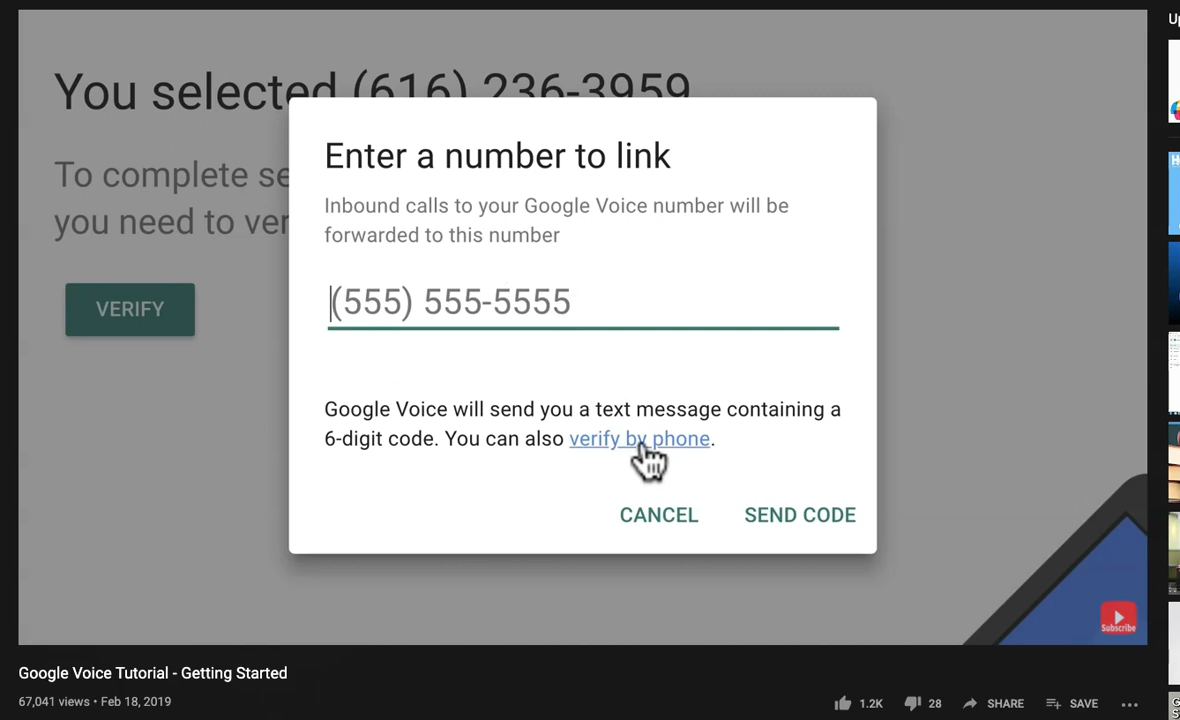 You selected (616) 236-3959
To complete se
you need to ver
VERIFY
Enter a number to link
Inbound calls to your Google Voice number will be
forwarded to this number
(555) 555-5555
Google Voice will send you a text message containing a
6-digit code. You can also verify by phone.
CANCEL SEND CODE
Subscribe
Google Voice Tutorial - Getting Started
67,041 views • Feb 18, 2019
1.2K 28 SHARE SAVE
Up